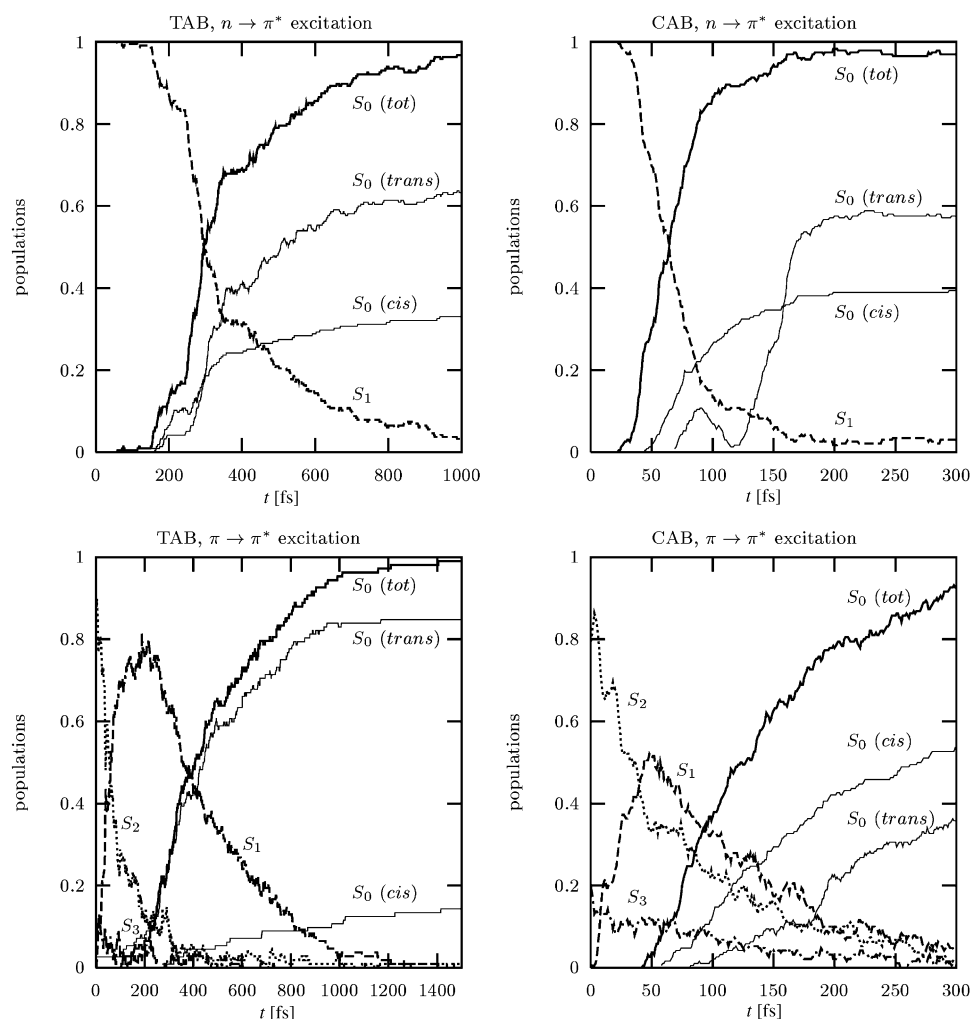 TAB, n → π* excitation
CAB, n → π* excitation
1
0.8
0.6
0.4
0.2
0
populations
S₀ (tot)
S₀ (trans)
S₀ (cis)
S₁
0 200 400 600 800 1000
t [fs]
1
0.8
0.6
0.4
0.2
0
populations
S₀ (tot)
S₀ (trans)
S₀ (cis)
S₁
0 50 100 150 200 250 300
t [fs]
TAB, π → π* excitation
CAB, π → π* excitation
1
0.8
0.6
0.4
0.2
0
populations
S₀ (tot)
S₀ (trans)
S₂
S₁
S₀ (cis)
S₃
0 200 400 600 800 1000 1200 1400
t [fs]
1
0.8
0.6
0.4
0.2
0
populations
S₀ (tot)
S₂
S₁
S₀ (cis)
S₀ (trans)
S₃
0 50 100 150 200 250 300
t [fs]